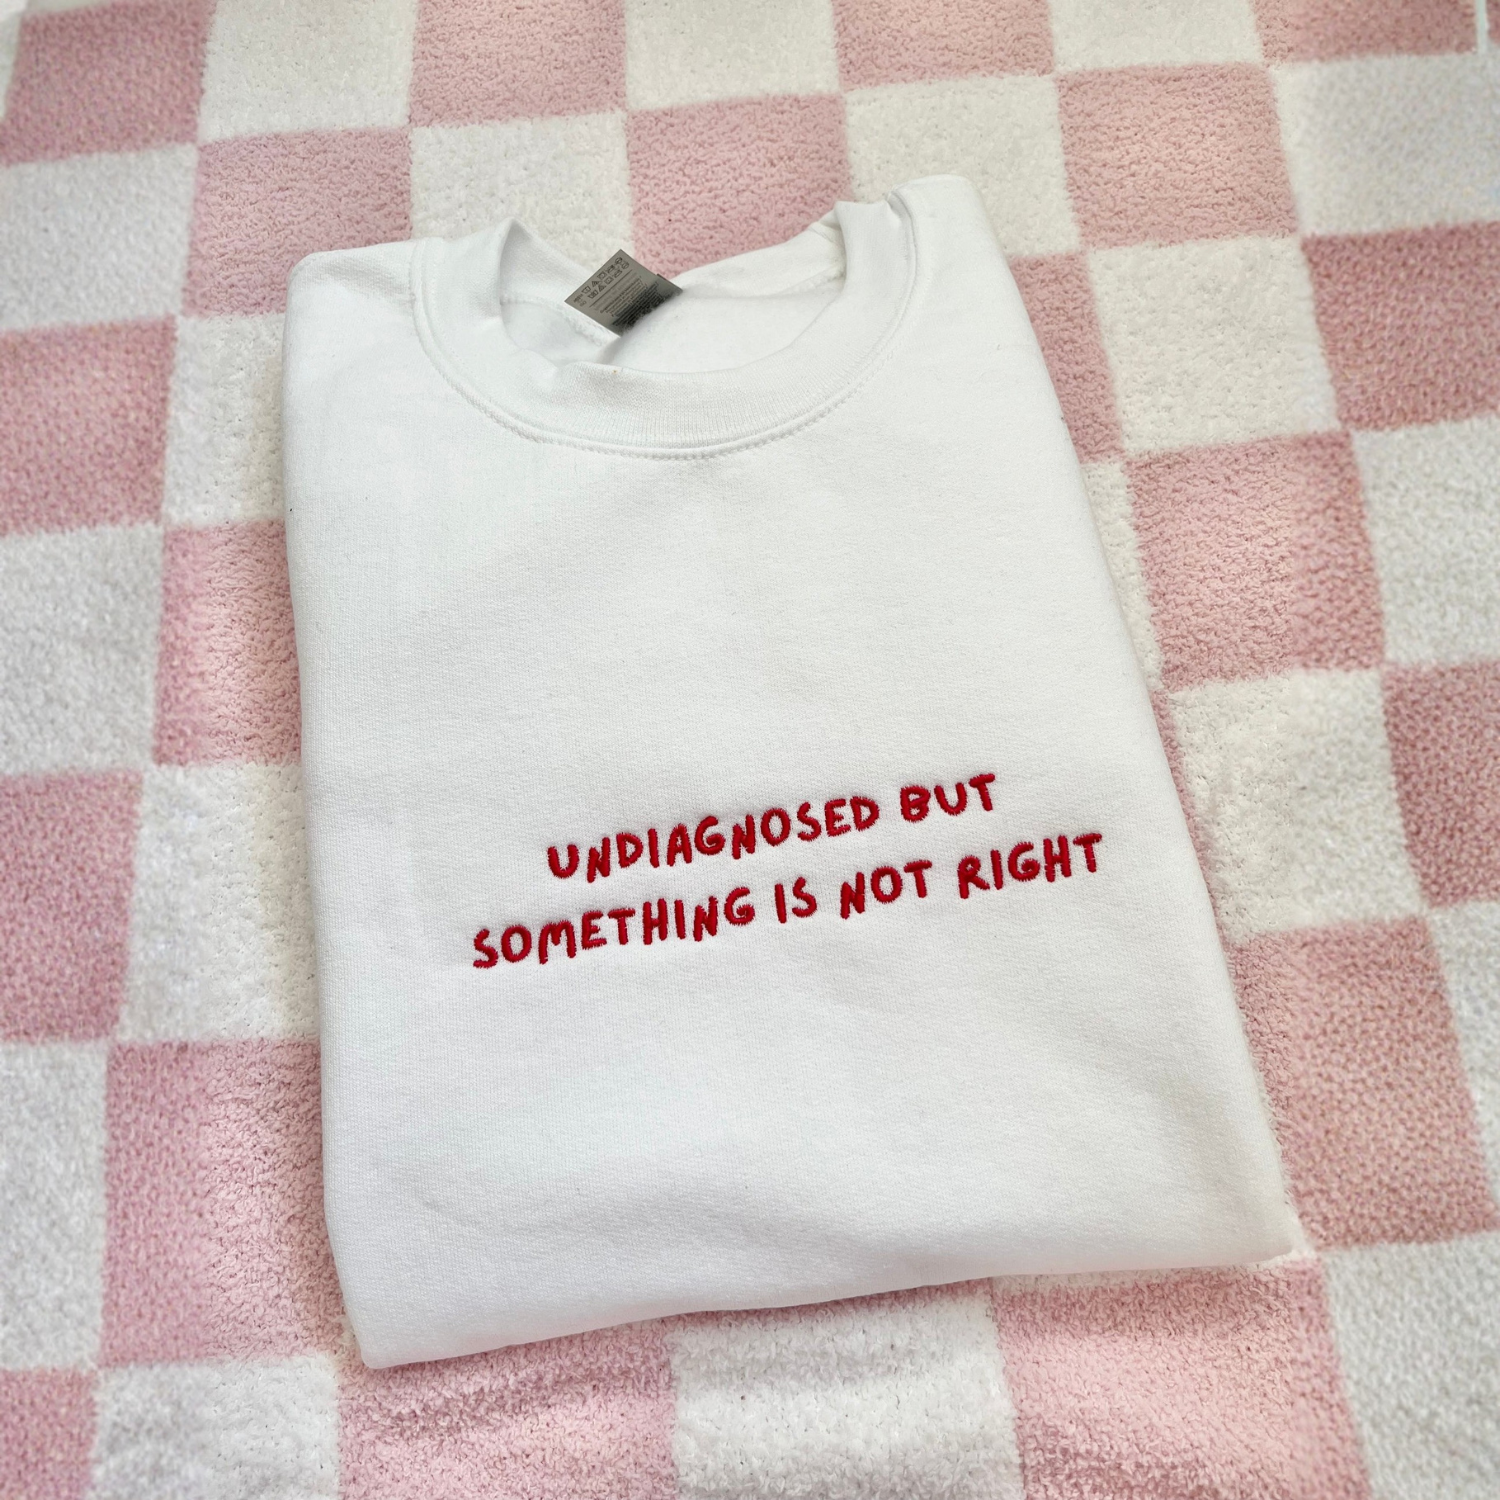 UNDIAGNOSED BUT
SOMETHING IS NOT RIGHT